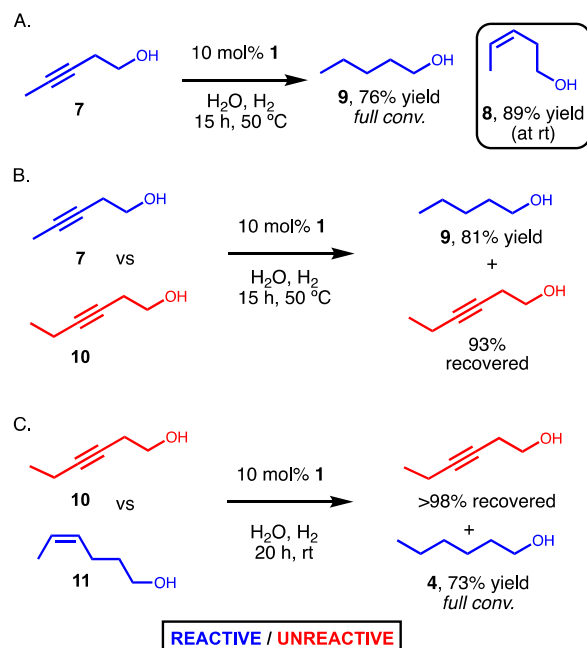 A.
OH
7
10 mol% 1
H₂O, H₂
15 h, 50 ºC
OH
9, 76% yield
full conv.
OH
8, 89% yield
(at rt)
B.
OH
7 vs
OH
10
10 mol% 1
H₂O, H₂
15 h, 50 ºC
OH
9, 81% yield
+
OH
93%
recovered
C.
OH
10
vs
OH
11
10 mol% 1
H₂O, H₂
20 h, rt
OH
>98% recovered
+
OH
4, 73% yield
full conv.
REACTIVE / UNREACTIVE